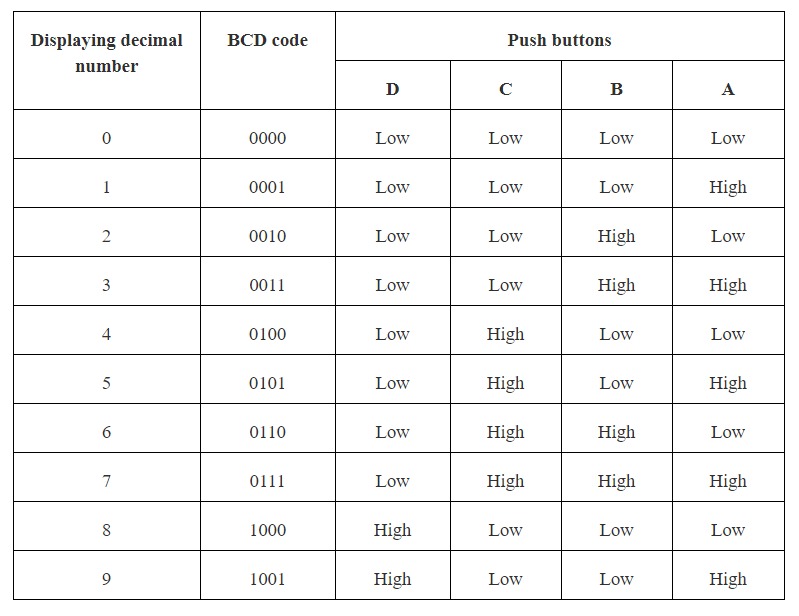 Displaying decimal number BCD code Push buttons
D C B A
0 0000 Low Low Low Low
1 0001 Low Low Low High
2 0010 Low Low High Low
3 0011 Low Low High High
4 0100 Low High Low Low
5 0101 Low High Low High
6 0110 Low High High Low
7 0111 Low High High High
8 1000 High Low Low Low
9 1001 High Low Low High